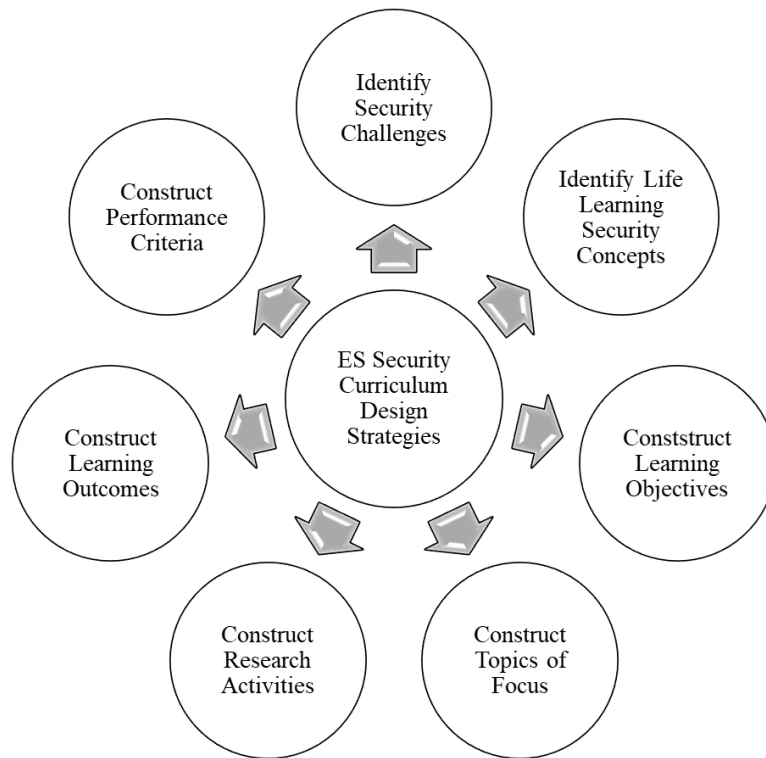 Identify
Security
Challenges
Identify Life
Learning
Security
Concepts
Conststruct
Learning
Objectives
Construct
Topics of
Focus
Construct
Research
Activities
Construct
Learning
Outcomes
Construct
Performance
Criteria
ES Security
Curriculum
Design
Strategies